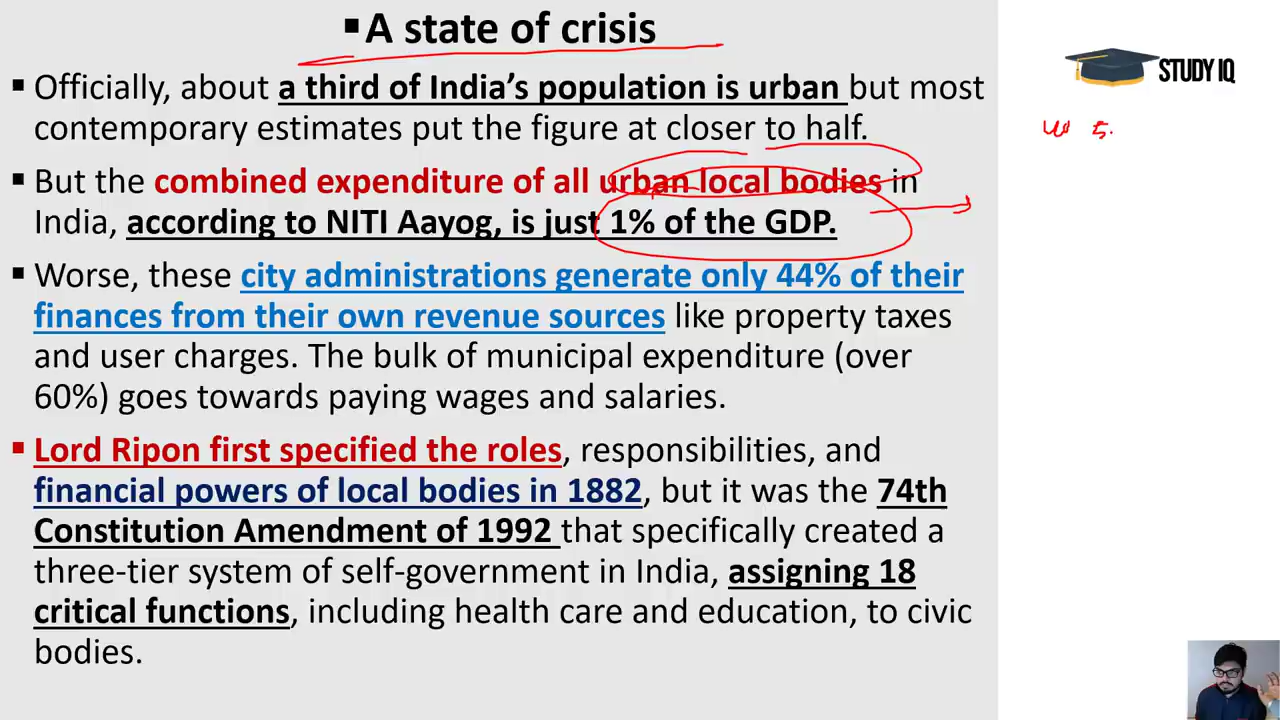 ▪A state of crisis
▪ Officially, about a third of India’s population is urban but most
contemporary estimates put the figure at closer to half.
▪ But the combined expenditure of all urban local bodies in
India, according to NITI Aayog, is just 1% of the GDP.
▪ Worse, these city administrations generate only 44% of their
finances from their own revenue sources like property taxes
and user charges. The bulk of municipal expenditure (over
60%) goes towards paying wages and salaries.
▪ Lord Ripon first specified the roles, responsibilities, and
financial powers of local bodies in 1882, but it was the 74th
Constitution Amendment of 1992 that specifically created a
three-tier system of self-government in India, assigning 18
critical functions, including health care and education, to civic
bodies.
STUDY IQ